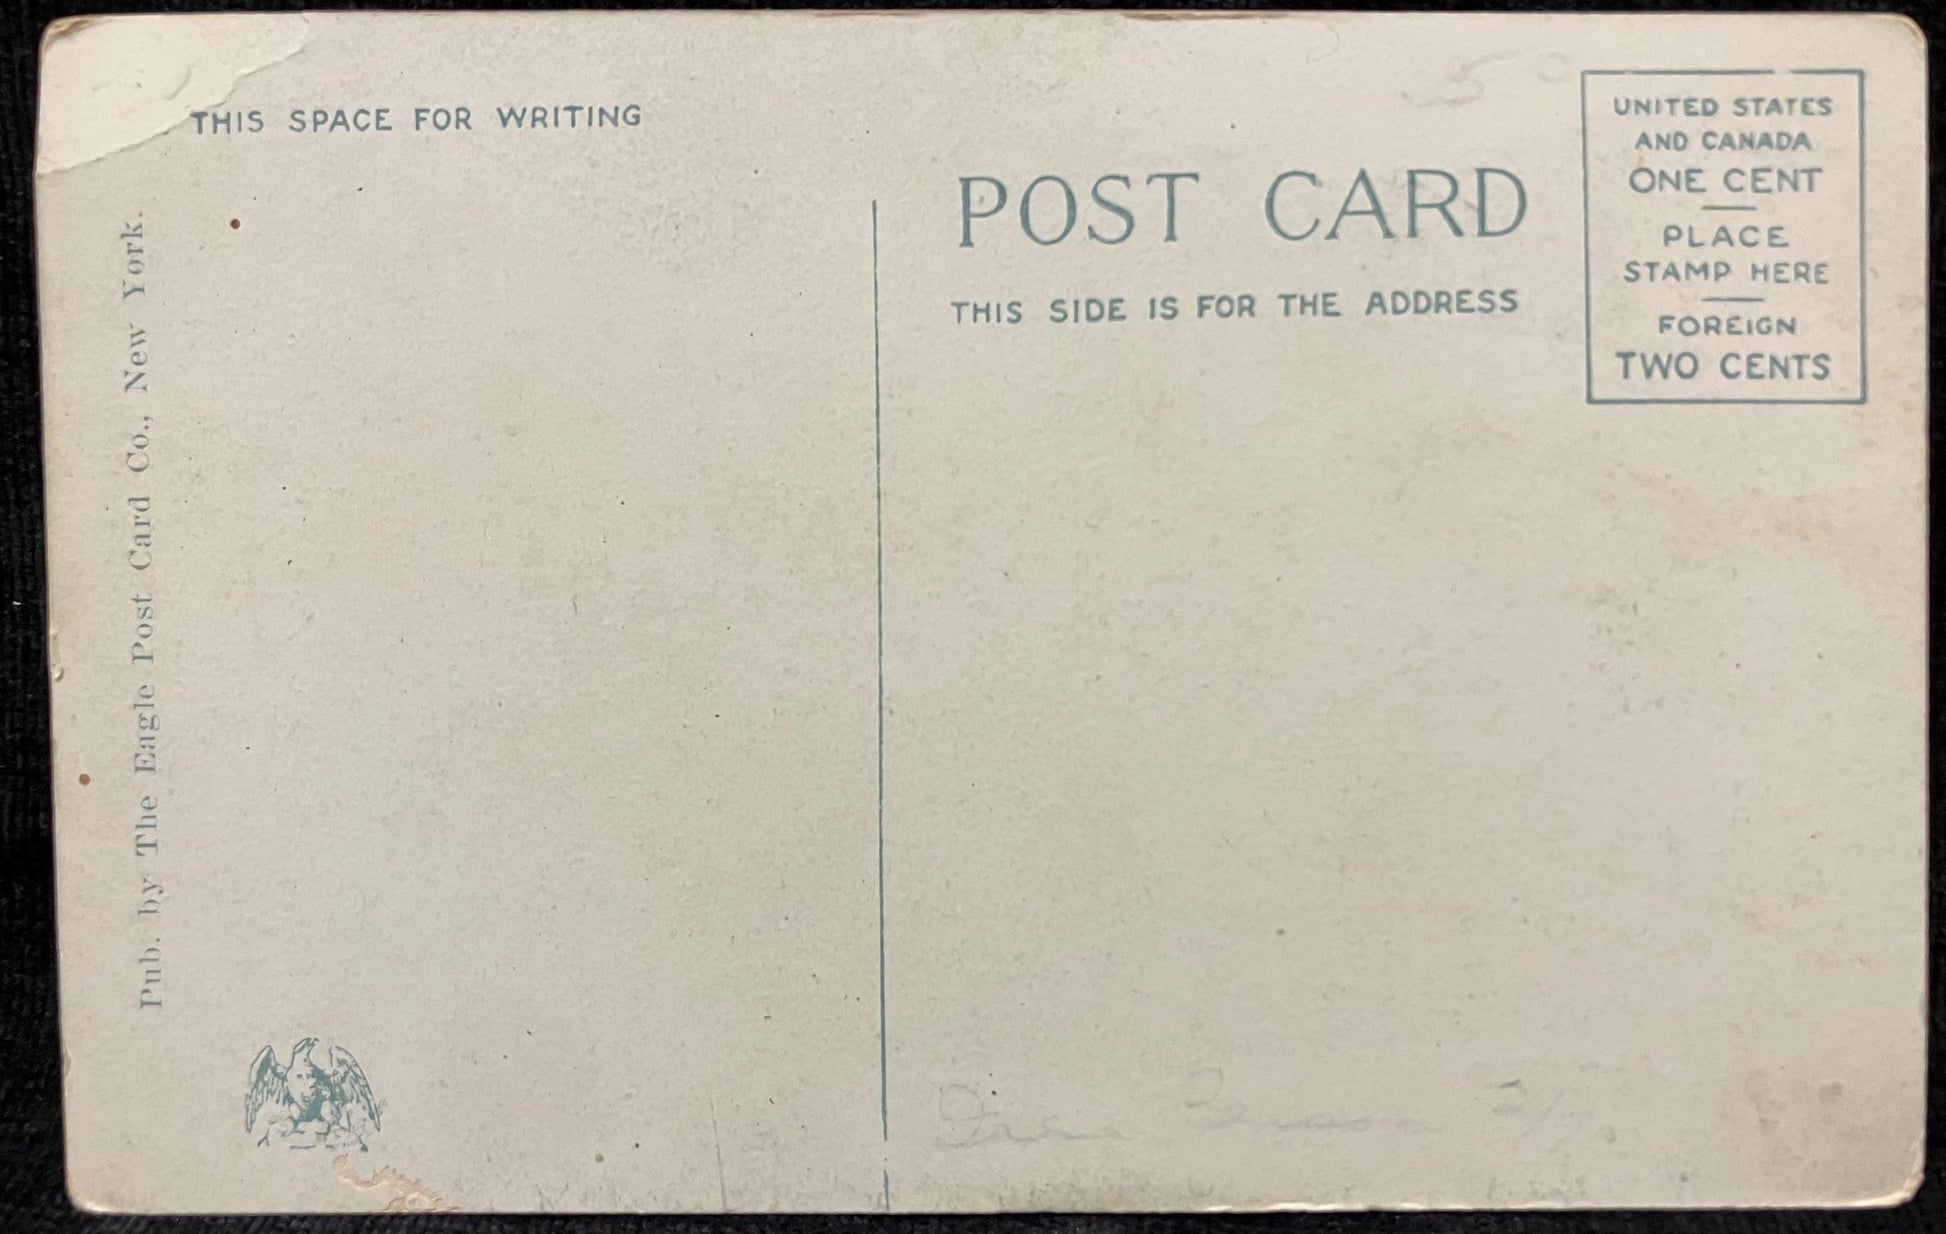 THIS SPACE FOR WRITING
Pub. by The Eagle Post Card Co., New York.
POST CARD
THIS SIDE IS FOR THE ADDRESS
UNITED STATES
AND CANADA
ONE CENT
PLACE
STAMP HERE
FOREIGN
TWO CENTS
Irene